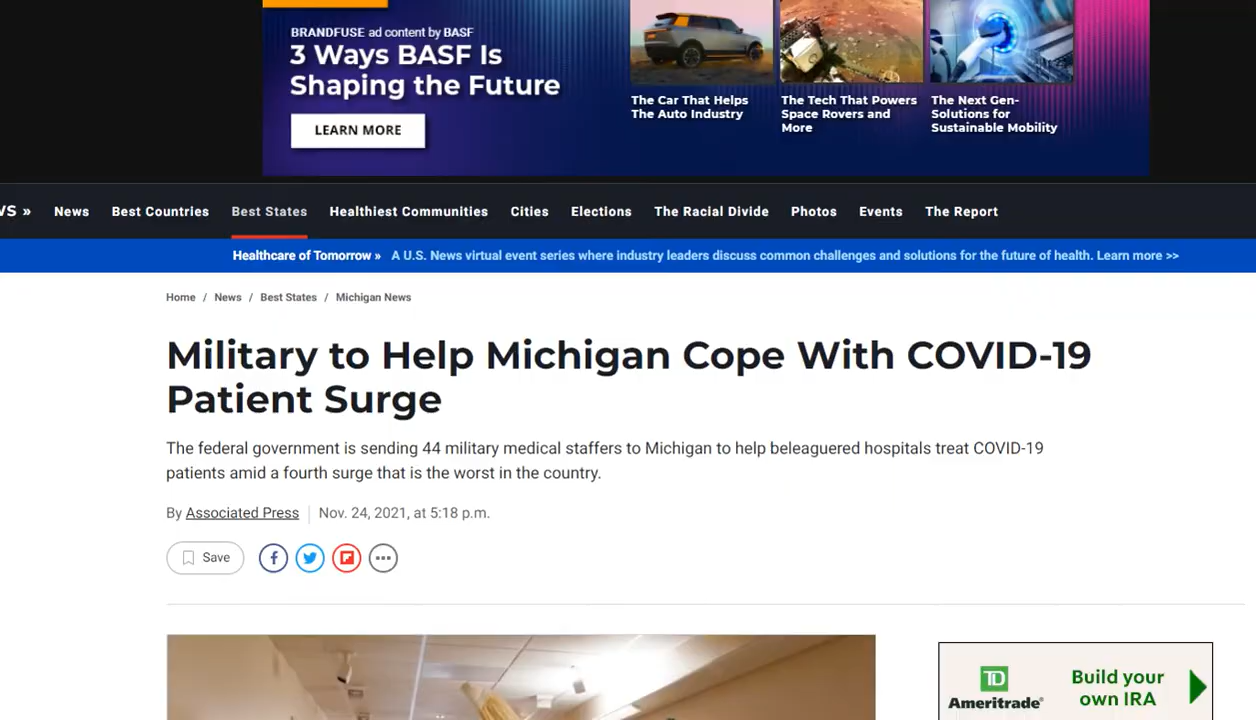 BRANDFUSE ad content by BASF
3 Ways BASF Is
Shaping the Future
LEARN MORE
The Car That Helps
The Auto Industry
The Tech That Powers
Space Rovers and
More
The Next Gen-
Solutions for
Sustainable Mobility
WS » News Best Countries Best States Healthiest Communities Cities Elections The Racial Divide Photos Events The Report
Healthcare of Tomorrow » A U.S. News virtual event series where industry leaders discuss common challenges and solutions for the future of health. Learn more >>
Home / News / Best States / Michigan News
Military to Help Michigan Cope With COVID-19
Patient Surge
The federal government is sending 44 military medical staffers to Michigan to help beleaguered hospitals treat COVID-19
patients amid a fourth surge that is the worst in the country.
By Associated Press | Nov. 24, 2021, at 5:18 p.m.
Save
TD
Ameritrade®
Build your
own IRA